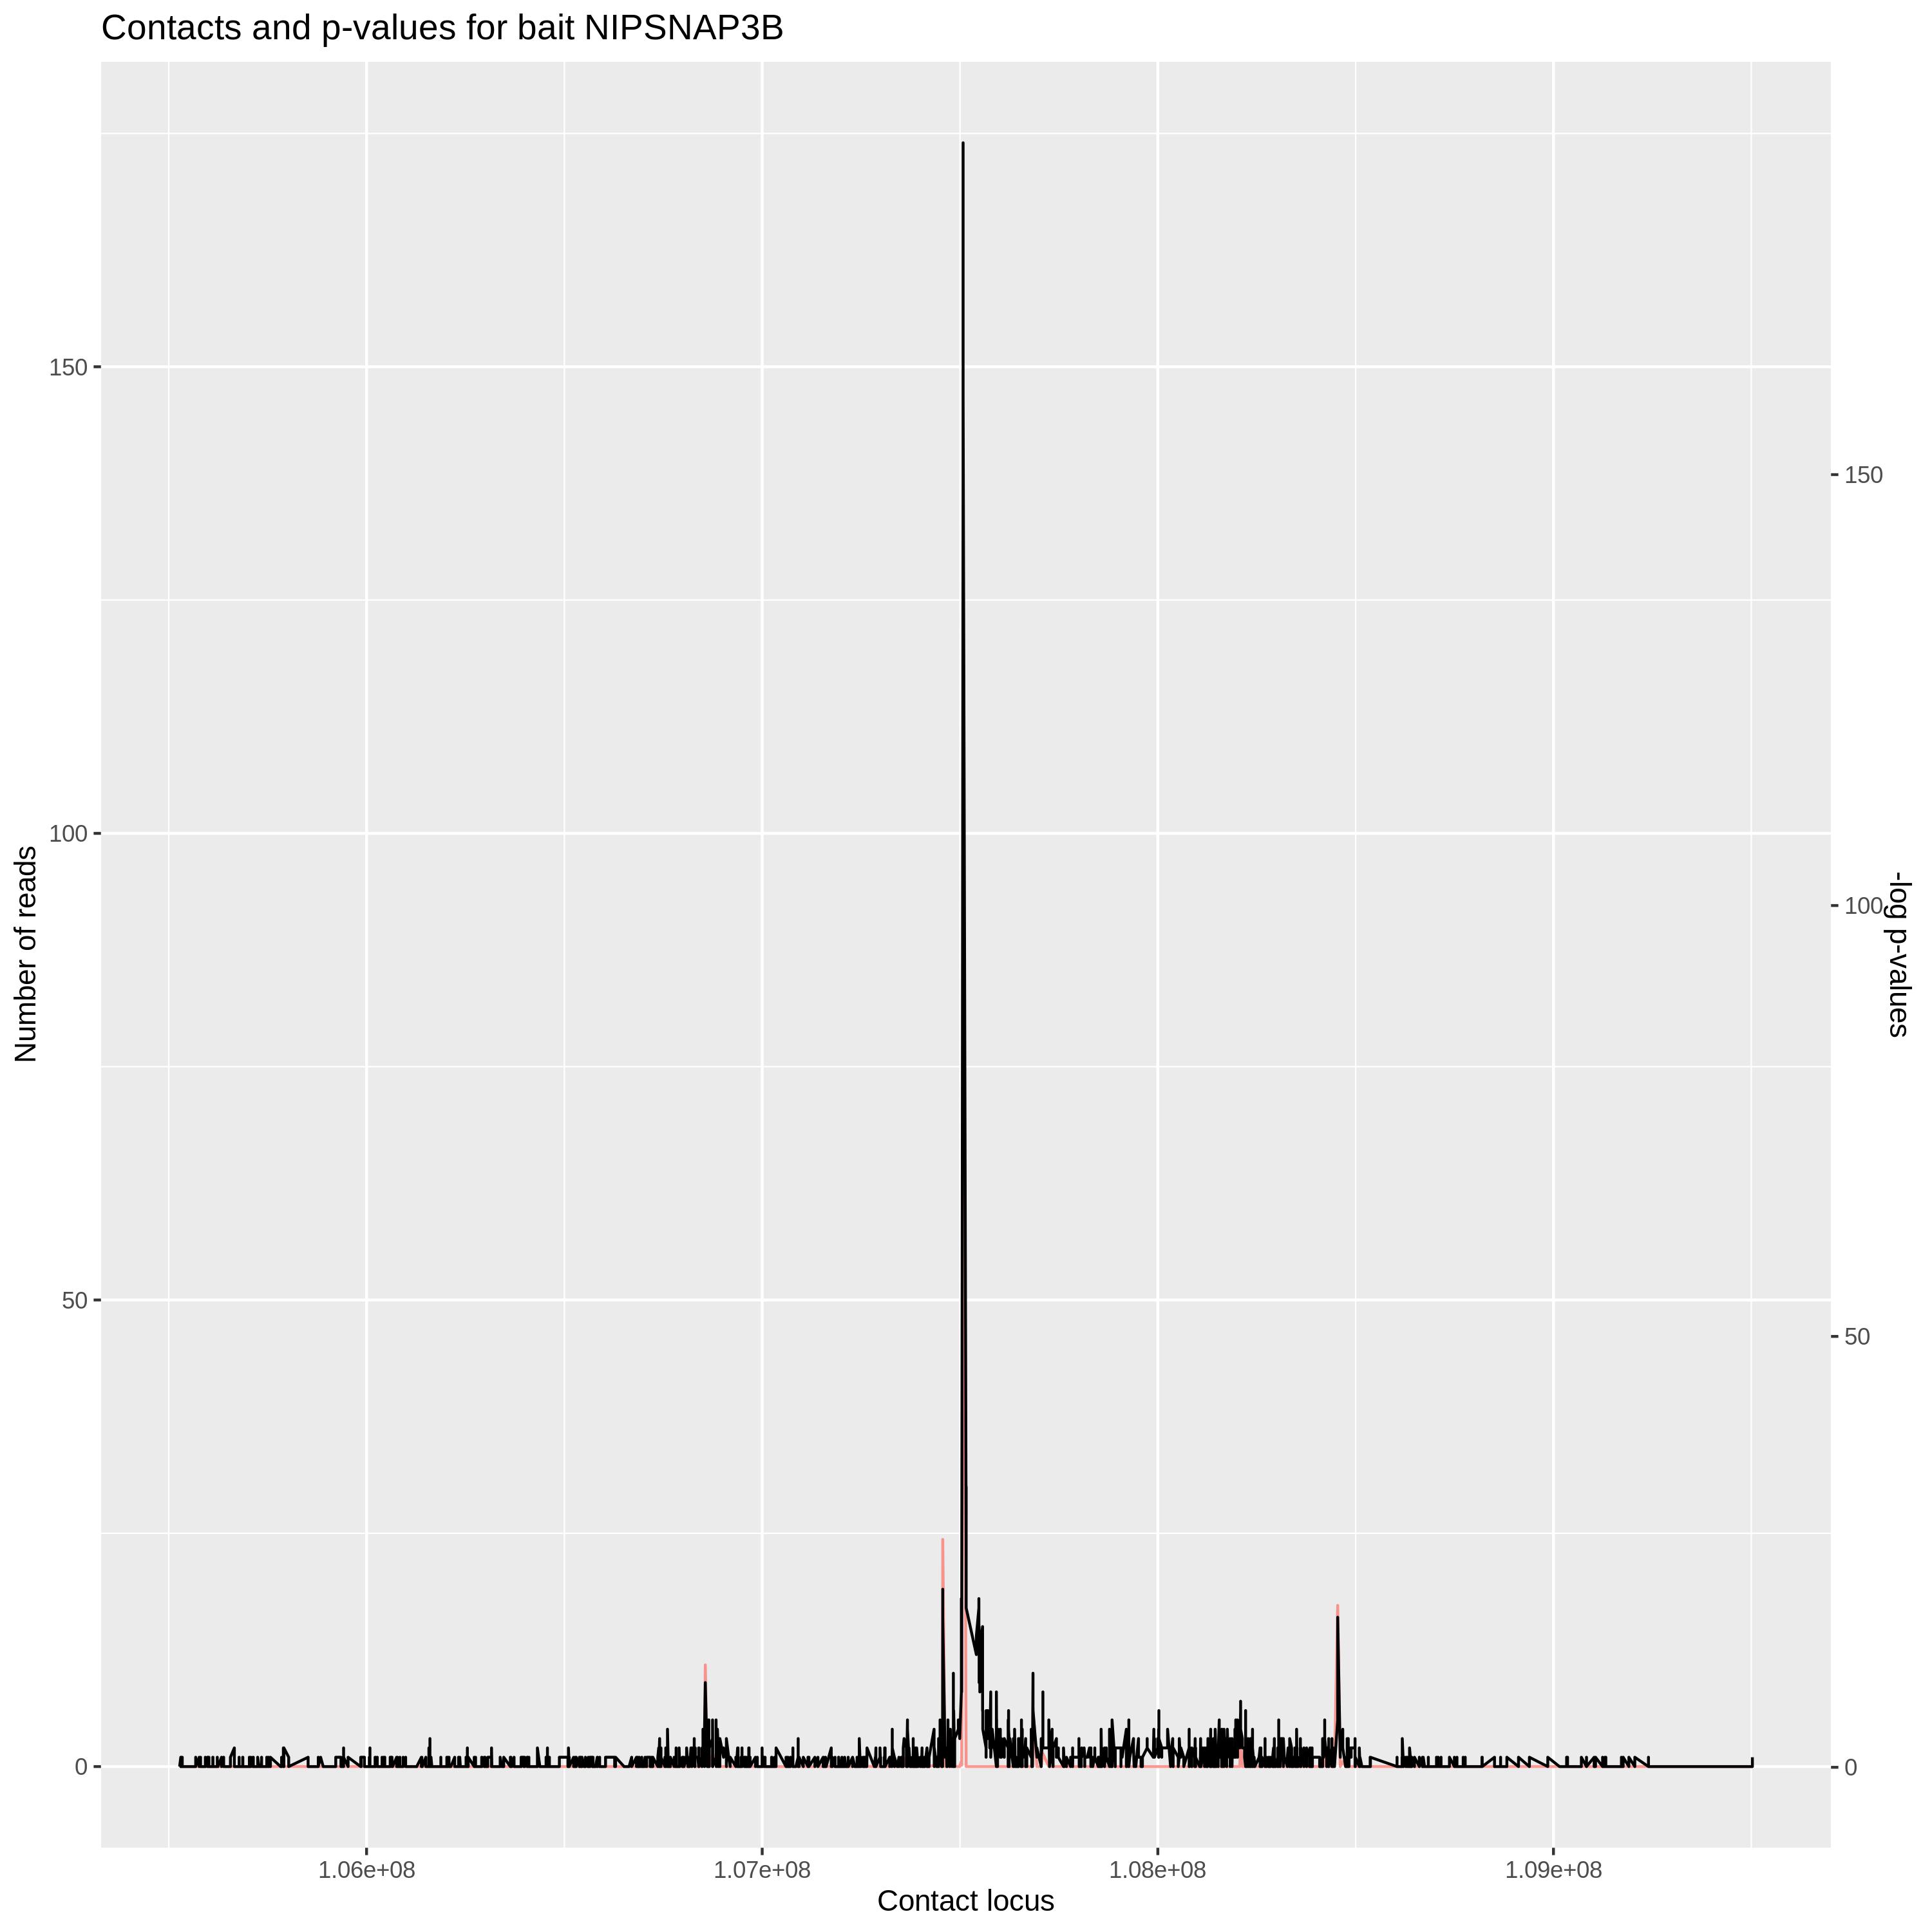 Contacts and p-values for bait NIPSNAP3B
Number of reads
150
100
50
0
150
100
50
0
-log p-values
1.06e+08 1.07e+08 1.08e+08 1.09e+08
Contact locus